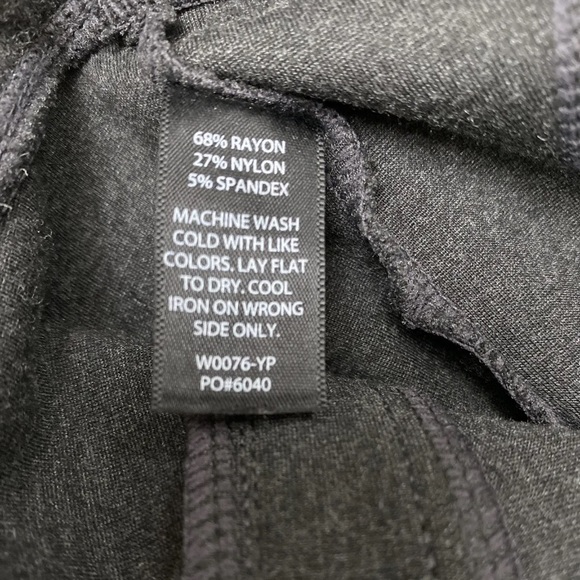 68% RAYON
27% NYLON
5% SPANDEX
MACHINE WASH
COLD WITH LIKE
COLORS. LAY FLAT
TO DRY. COOL
IRON ON WRONG
SIDE ONLY.
W0076-YP
PO#6040